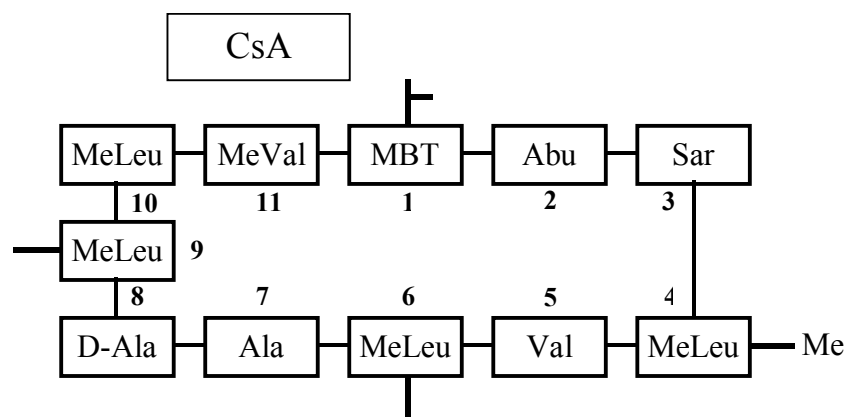 CsA
MeLeu MeVal MBT Abu Sar
10 11 1 2 3
MeLeu 9
8 7 6 5 4
D-Ala Ala MeLeu Val MeLeu Me